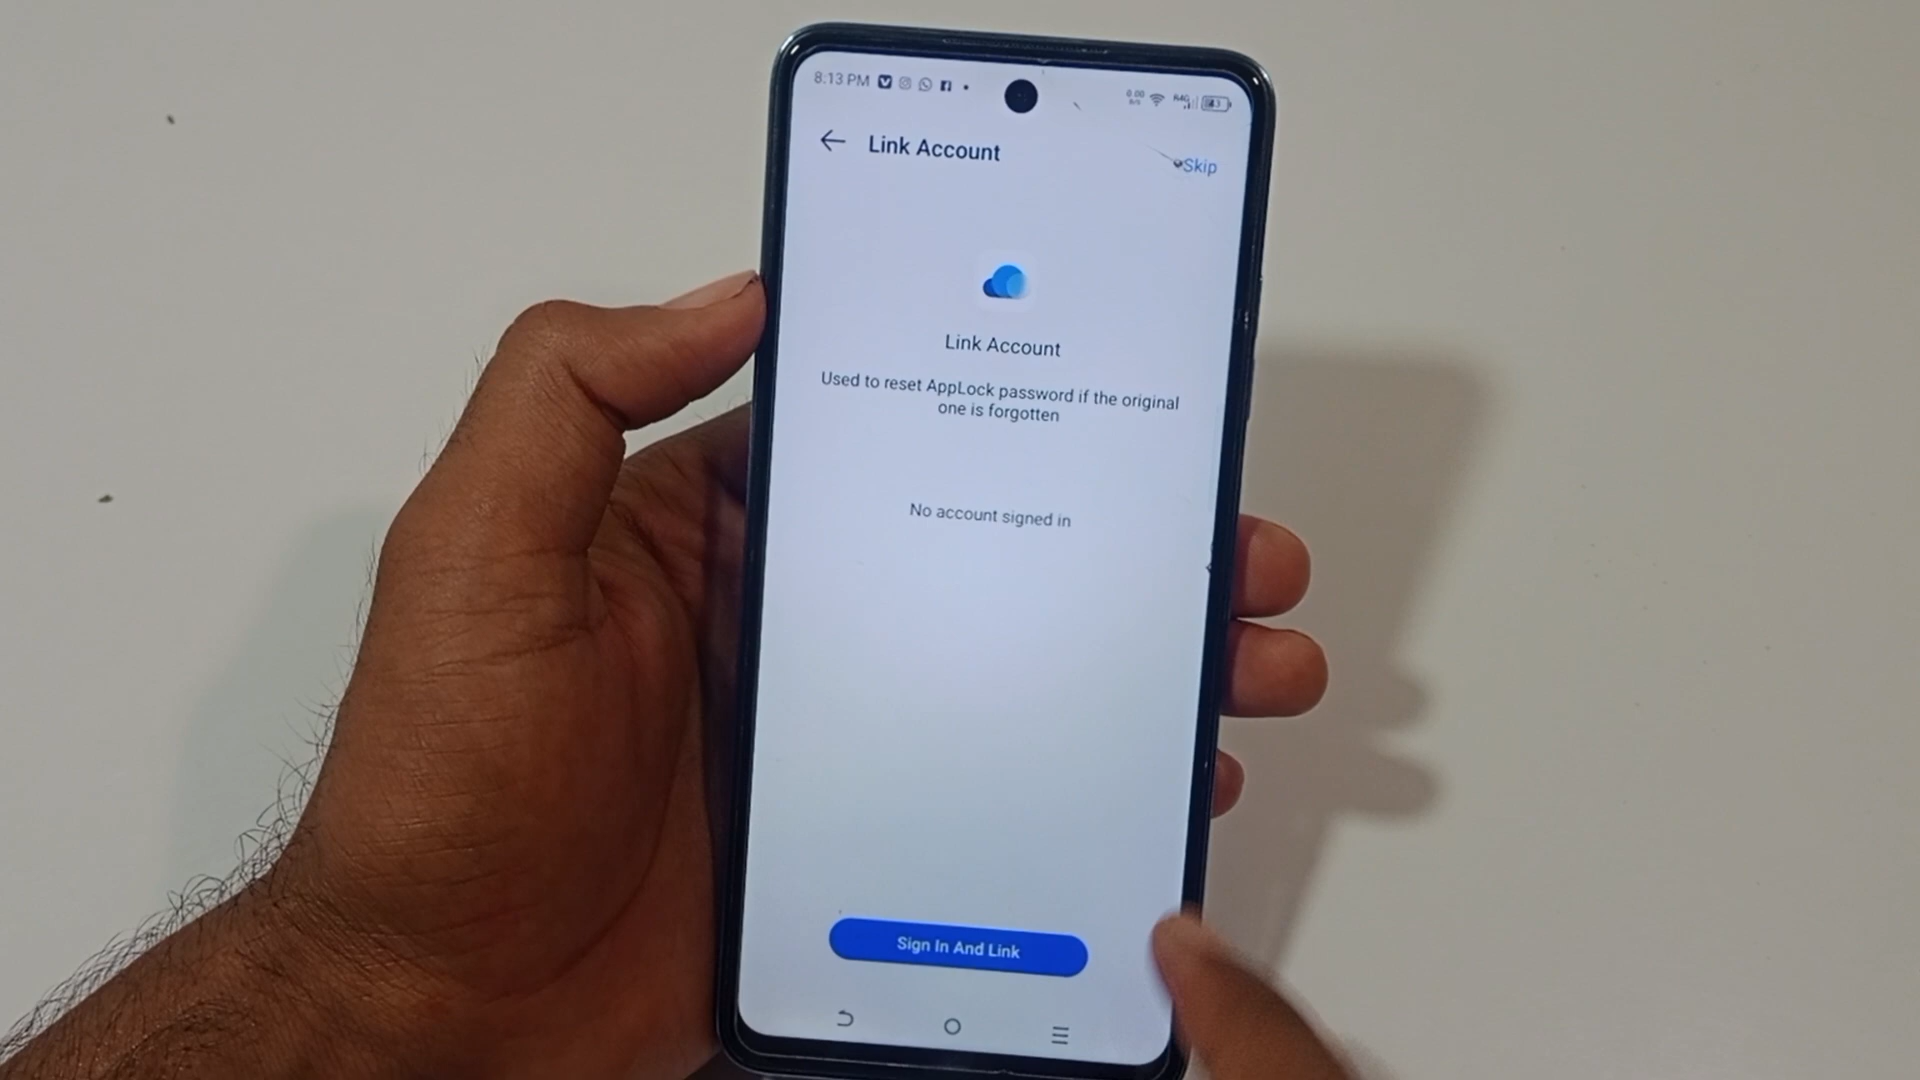 8:13 PM
Link Account
Skip
Link Account
Used to reset AppLock password if the original
one is forgotten
No account signed in
Sign In And Link